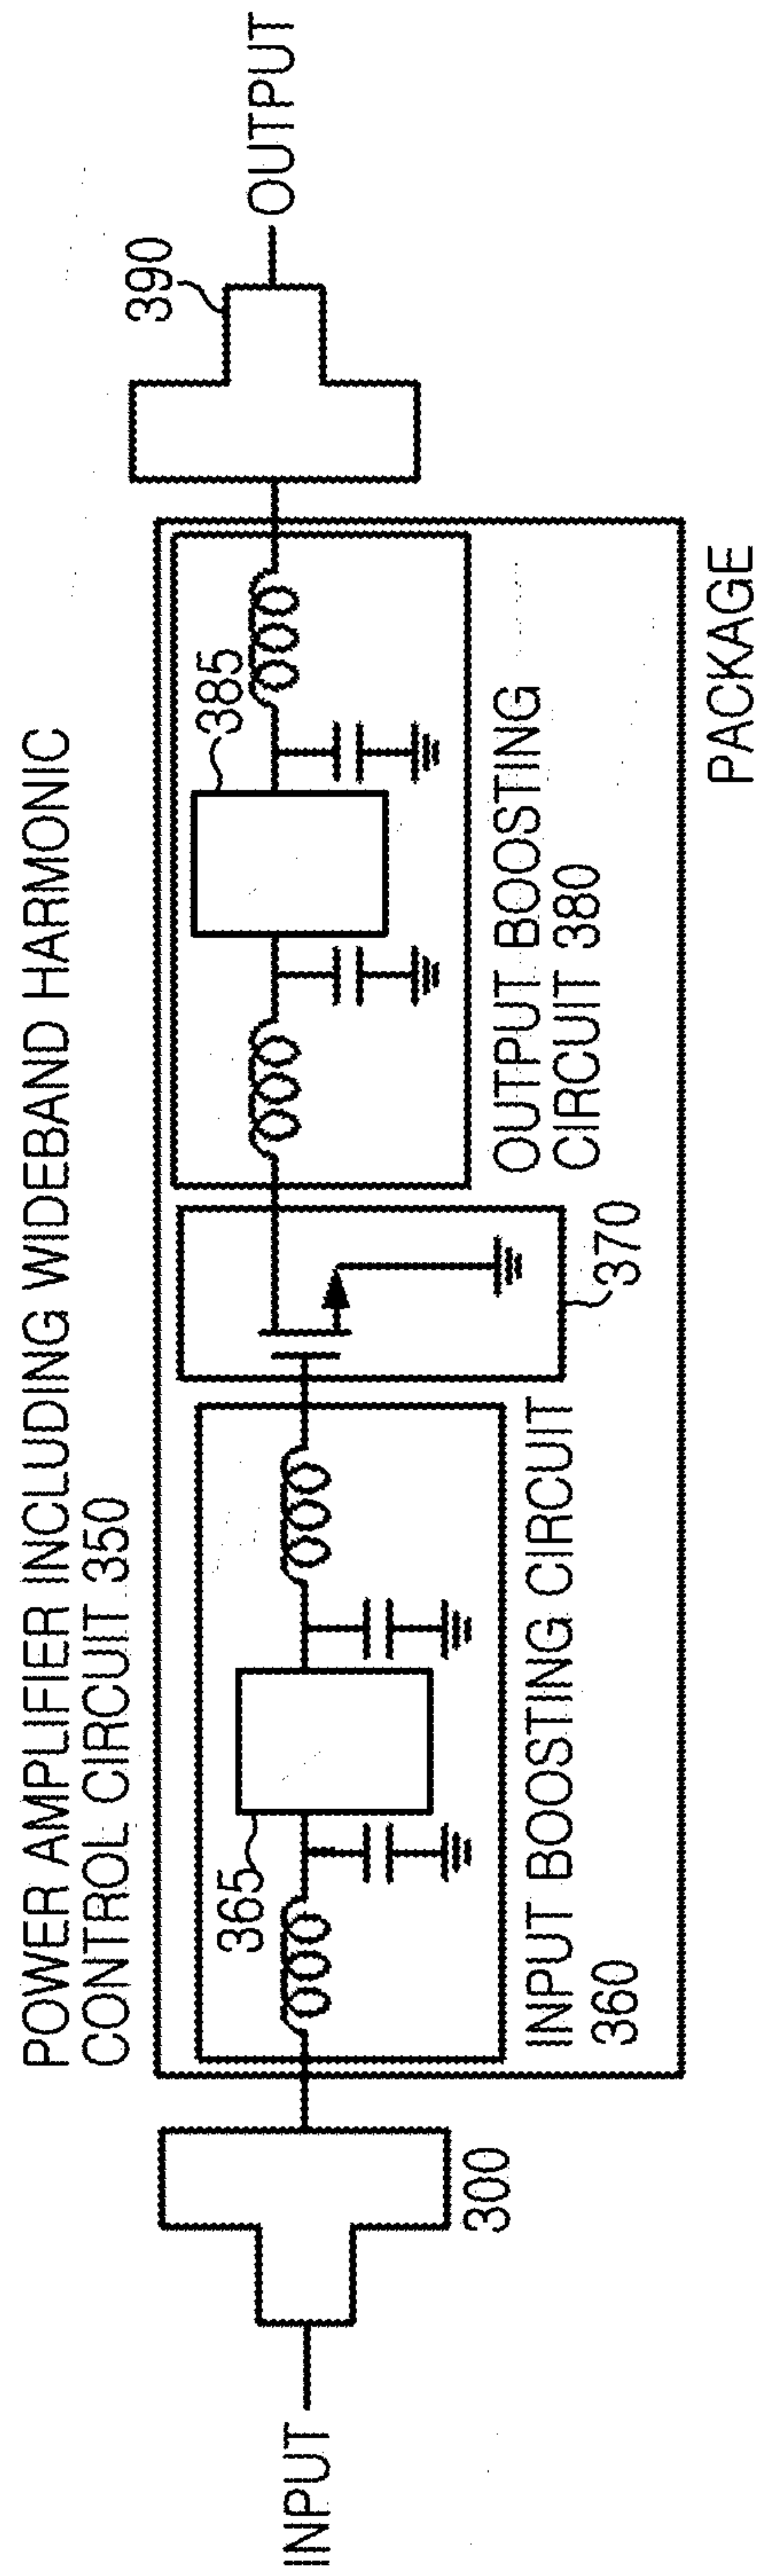 POWER AMPLIFIER INCLUDING WIDEBAND HARMONIC
CONTROL CIRCUIT 350
INPUT
300
365
INPUT BOOSTING CIRCUIT
360
370
385
OUTPUT BOOSTING
CIRCUIT 380
390
OUTPUT
PACKAGE